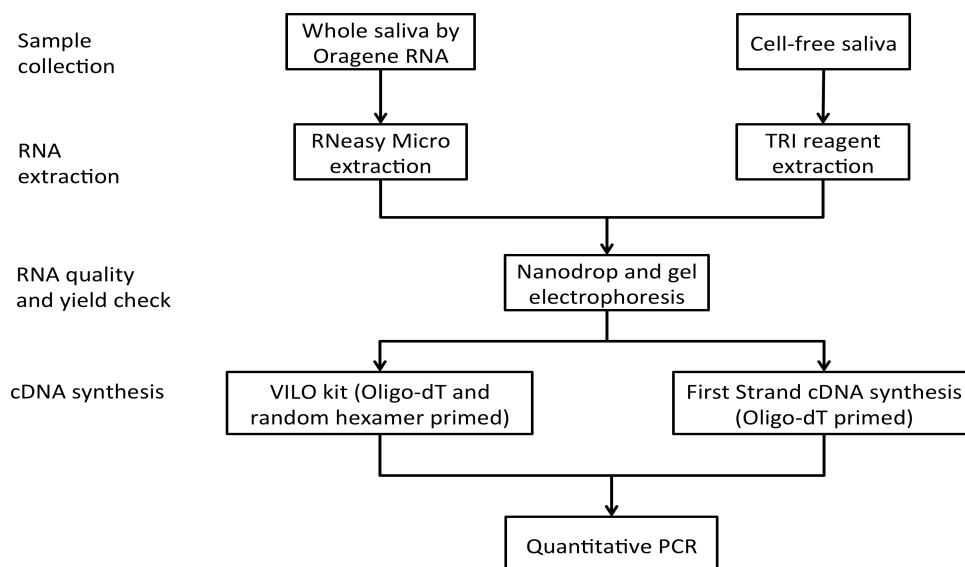 Sample
collection
Whole saliva by
Oragene RNA
Cell-free saliva
RNA
extraction
RNeasy Micro
extraction
TRI reagent
extraction
RNA quality
and yield check
Nanodrop and gel
electrophoresis
cDNA synthesis
VILO kit (Oligo-dT and
random hexamer primed)
First Strand cDNA synthesis
(Oligo-dT primed)
Quantitative PCR